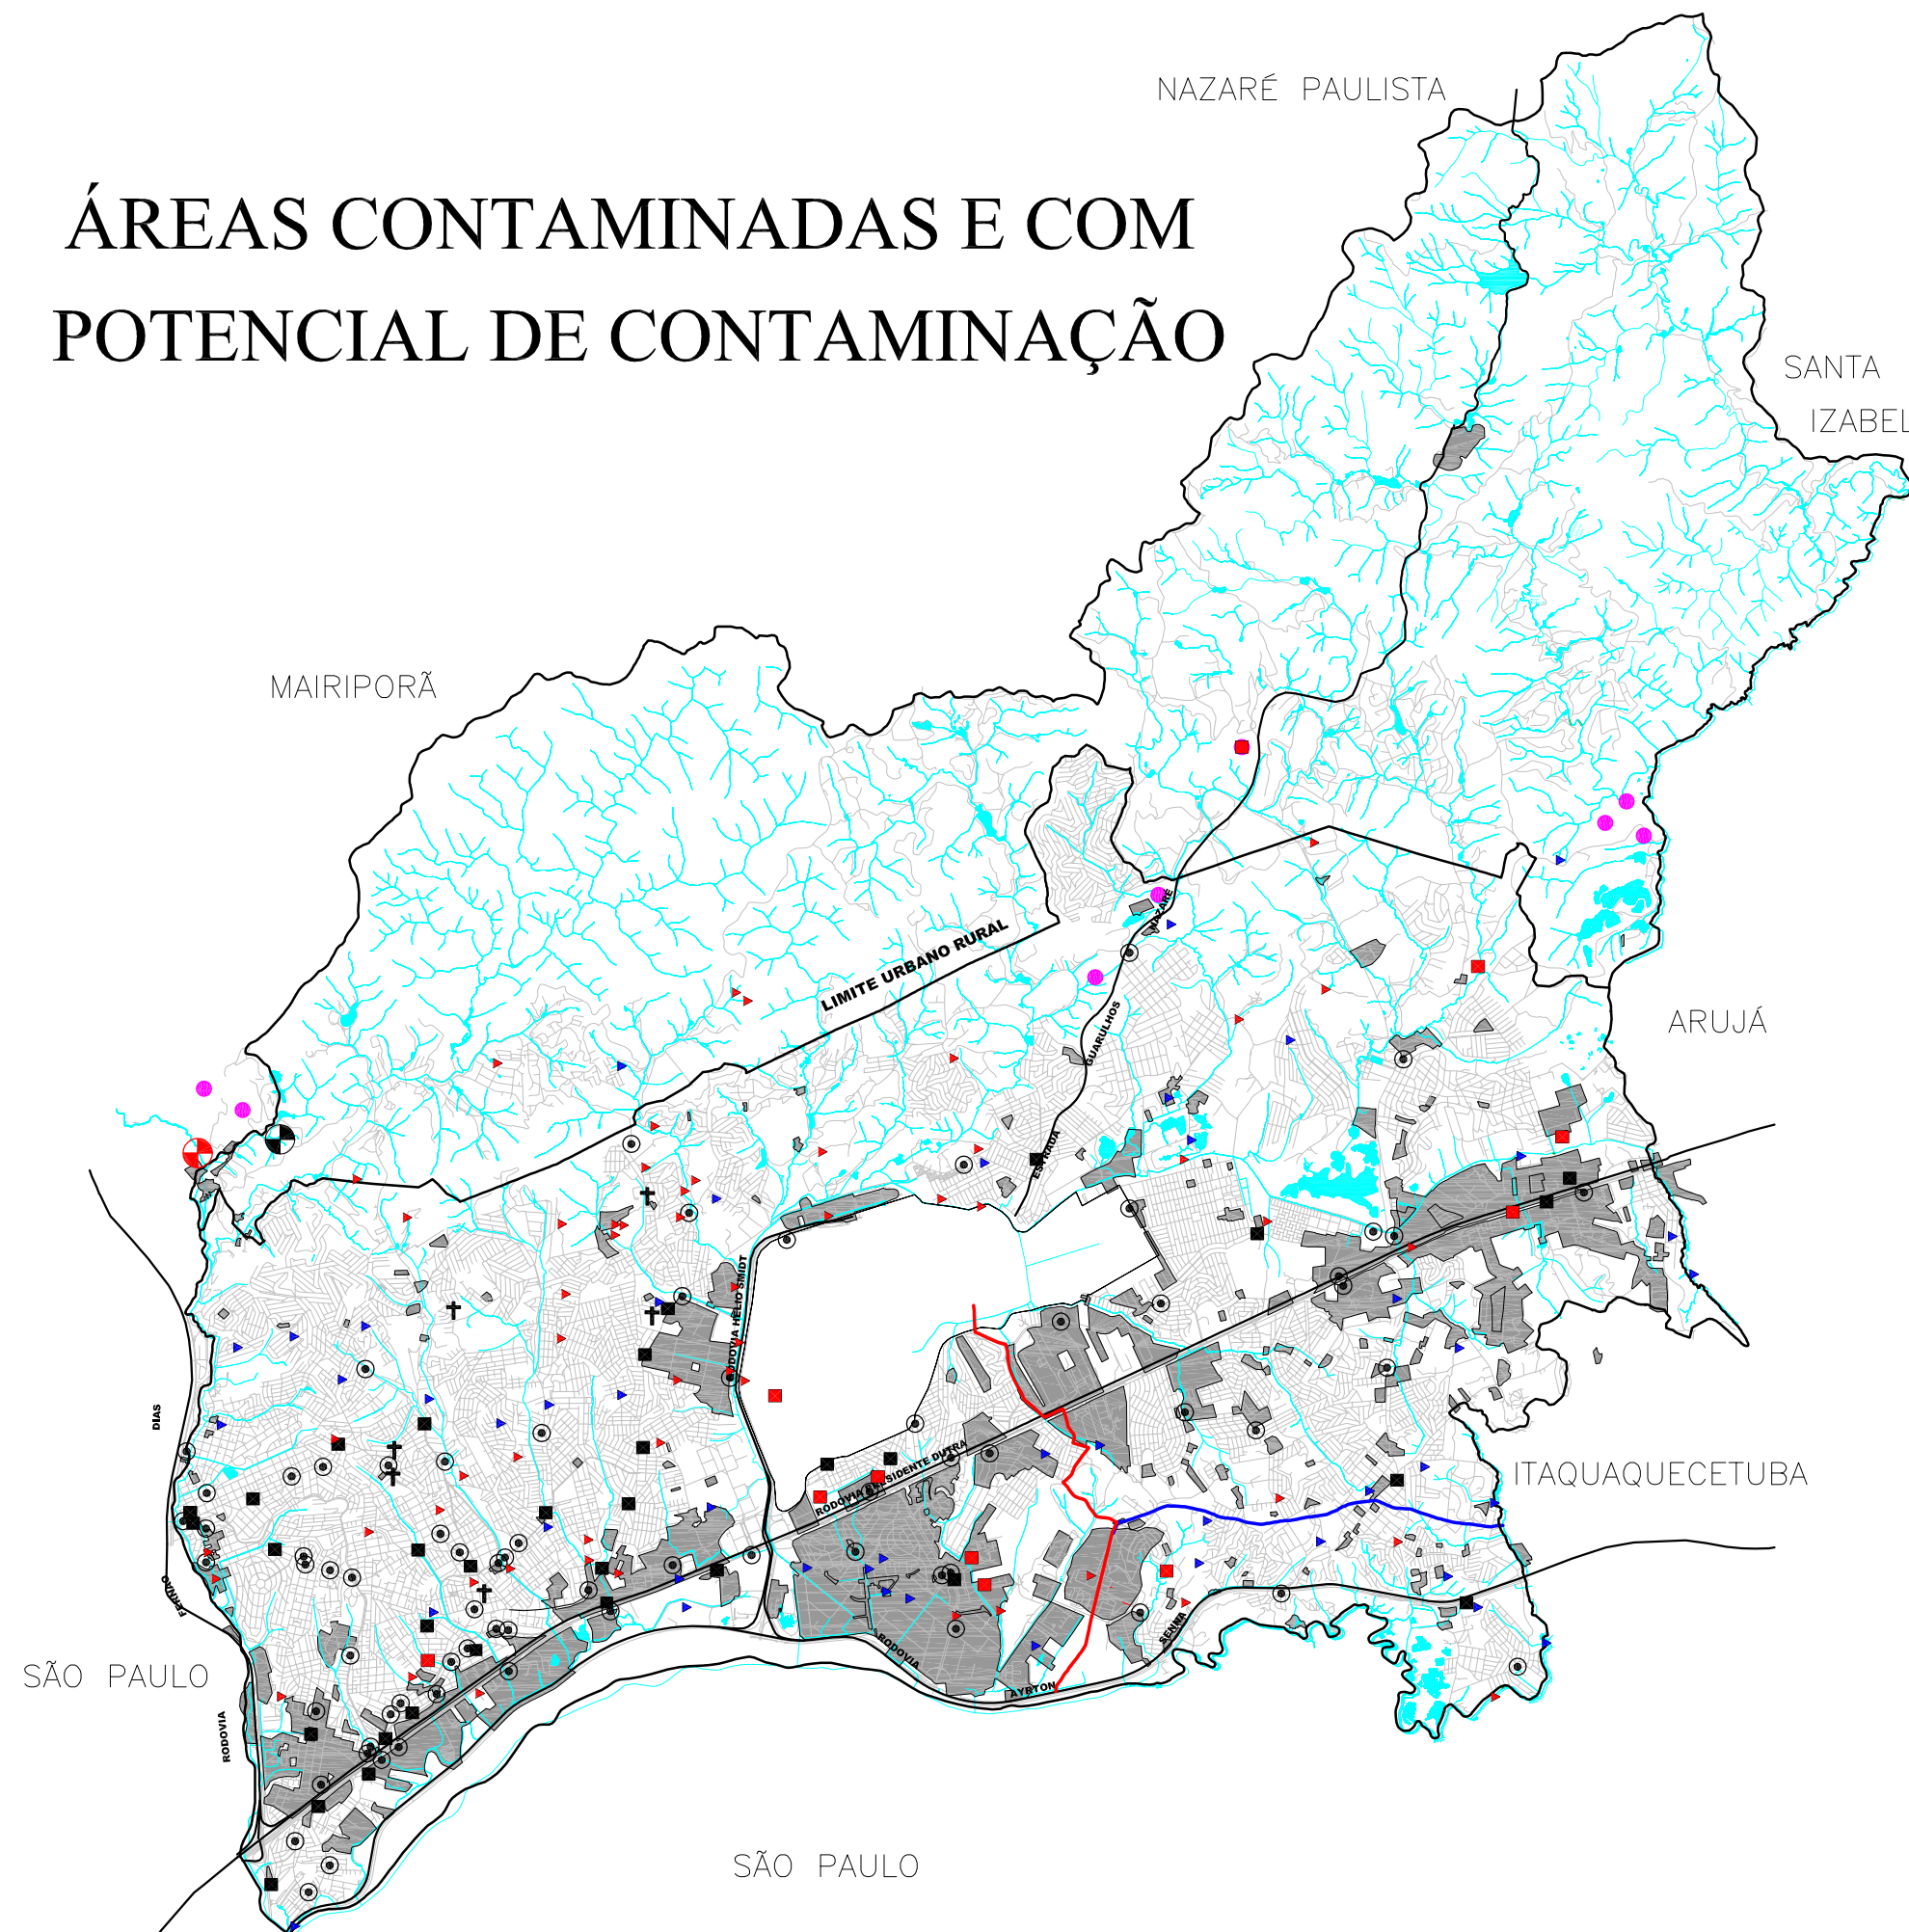 NAZARÉ PAULISTA
ÁREAS CONTAMINADAS E COM
POTENCIAL DE CONTAMINAÇÃO
SANTA
IZABEL
MAIRIPORÃ
NAZARÉ
LIMITE URBANO RURAL
GUARULHOS
ARUJÁ
ESTRADA
RODOVIA HÉLIO SMIDT
DIAS
RODOVIA PRESIDENTE DUTRA
ITAQUAQUECETUBA
FERNÃO
SENNA
RODOVIA
SÃO PAULO
AYRTON
RODOVIA
SÃO PAULO